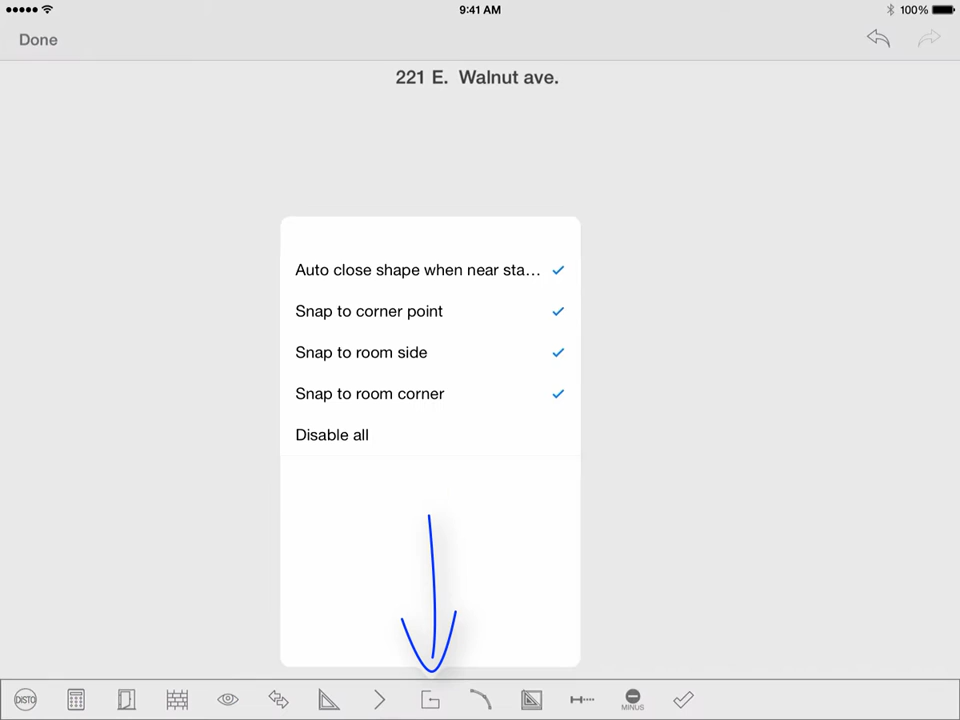 9:41 AM
100%
Done
221 E. Walnut ave.
Auto close shape when near sta...
Snap to corner point
Snap to room side
Snap to room corner
Disable all
DISTO
MINUS